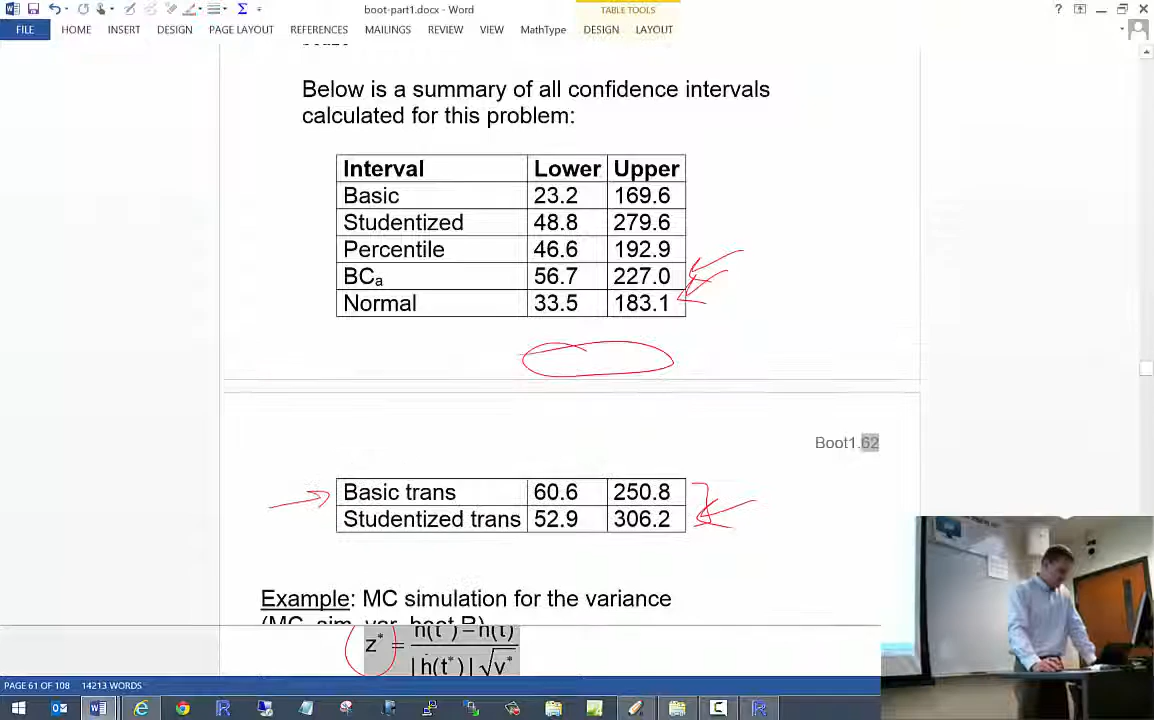 boot-part1.docx - Word
TABLE TOOLS
FILE HOME INSERT DESIGN PAGE LAYOUT REFERENCES MAILINGS REVIEW VIEW MathType DESIGN LAYOUT
Below is a summary of all confidence intervals
calculated for this problem:
Interval Lower Upper
Basic 23.2 169.6
Studentized 48.8 279.6
Percentile 46.6 192.9
BCa 56.7 227.0
Normal 33.5 183.1
Boot1.62
Basic trans 60.6 250.8
Studentized trans 52.9 306.2
Example: MC simulation for the variance
(MC_sim_var_boot.R)
z* = h(t*) – h(t)
|ḣ(t*)| √v*
PAGE 61 OF 108 14213 WORDS